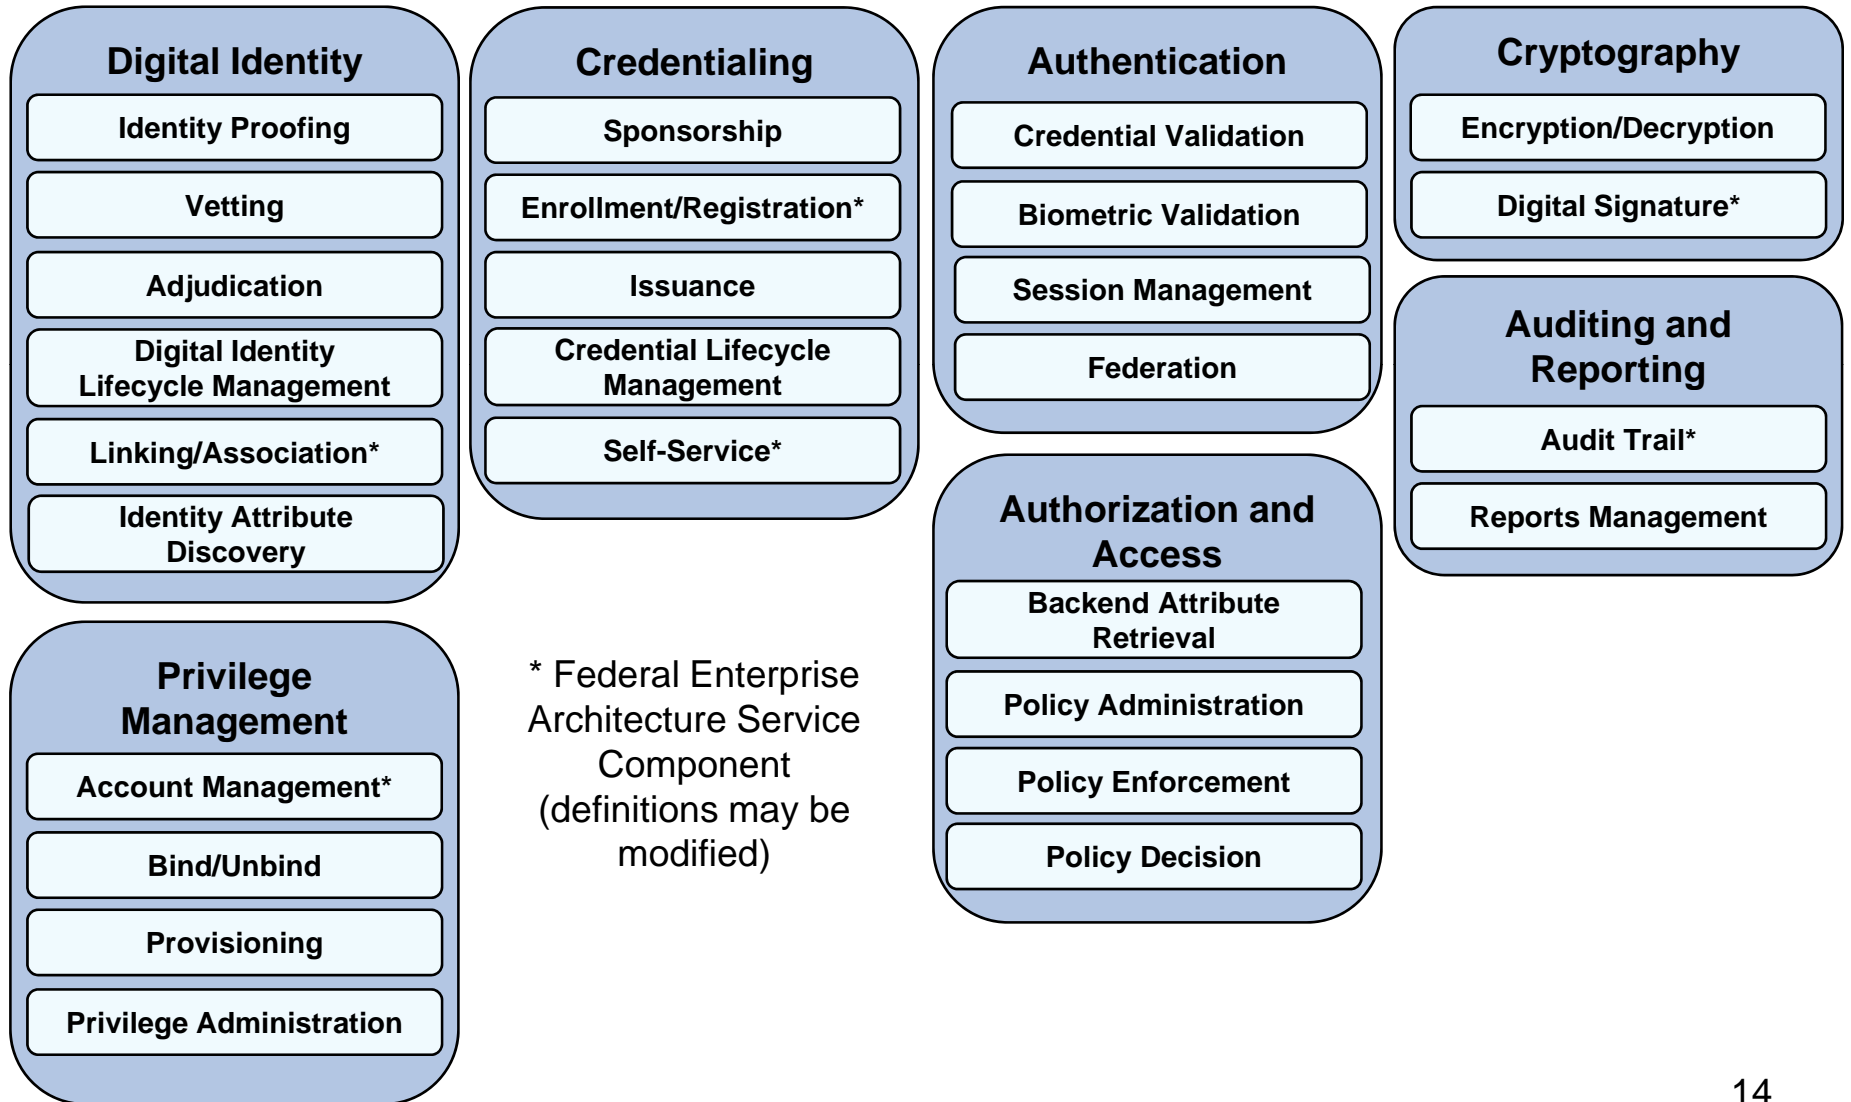 Digital Identity
Identity Proofing
Vetting
Adjudication
Digital Identity
Lifecycle Management
Linking/Association*
Identity Attribute
Discovery
Privilege
Management
Account Management*
Bind/Unbind
Provisioning
Privilege Administration
Credentialing
Sponsorship
Enrollment/Registration*
Issuance
Credential Lifecycle
Management
Self-Service*
* Federal Enterprise
Architecture Service
Component
(definitions may be
modified)
Authentication
Credential Validation
Biometric Validation
Session Management
Federation
Authorization and
Access
Backend Attribute
Retrieval
Policy Administration
Policy Enforcement
Policy Decision
Cryptography
Encryption/Decryption
Digital Signature*
Auditing and
Reporting
Audit Trail*
Reports Management
14